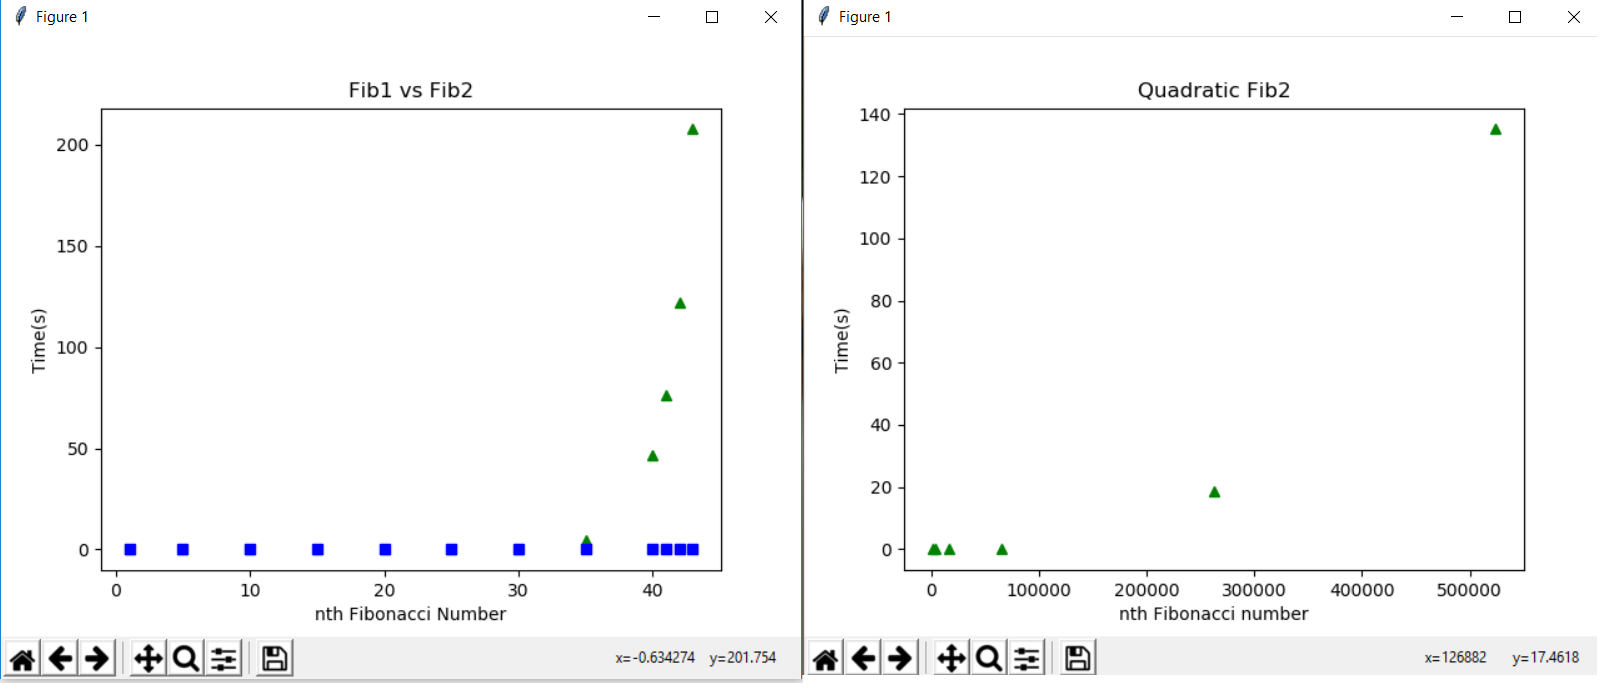 Figure 1
Fib1 vs Fib2
200
150
100
50
0
Time(s)
0 10 20 30 40
nth Fibonacci Number
x=-0.634274 y=201.754
Figure 1
Quadratic Fib2
140
120
100
80
60
40
20
0
Time(s)
0 100000 200000 300000 400000 500000
nth Fibonacci number
x=126882 y=17.4618